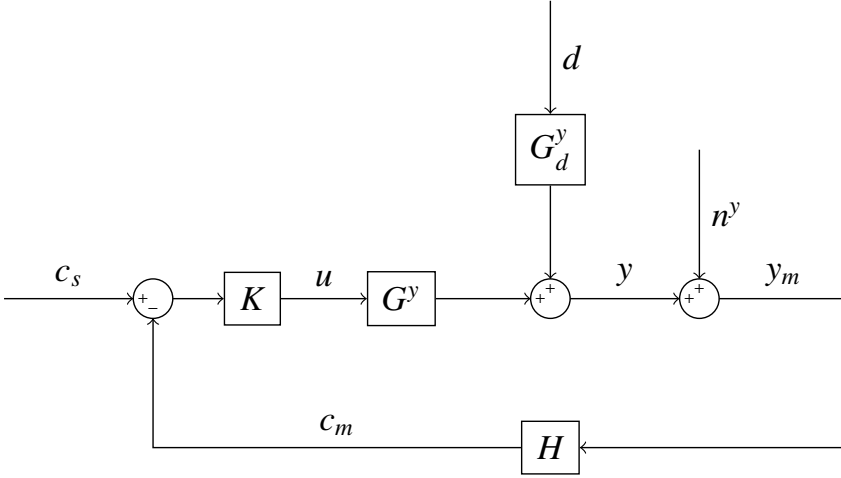 d
G_d^y
n^y
c_s
+
−
K
u
G^y
+
+
y
+
+
y_m
c_m
H